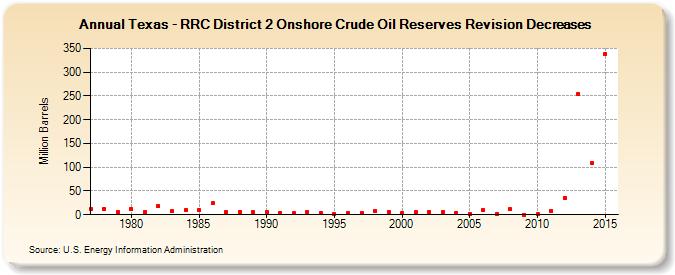 Annual Texas - RRC District 2 Onshore Crude Oil Reserves Revision Decreases
Million Barrels
350
300
250
200
150
100
50
0
1980 1985 1990 1995 2000 2005 2010 2015
Source: U.S. Energy Information Administration